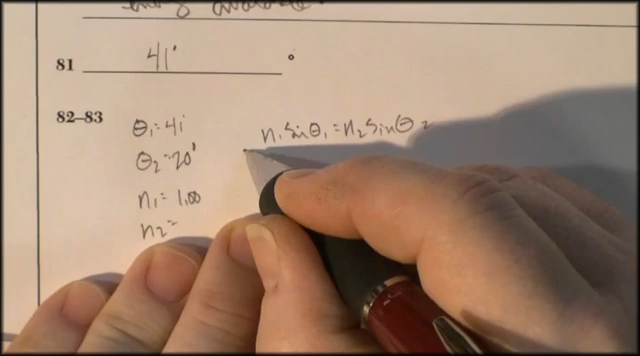 81 41° °
82–83 θ₁ = 41 n₁ sin θ₁ = n₂ sin θ₂
θ₂ = 20°
n₁ = 1.00
n₂ =